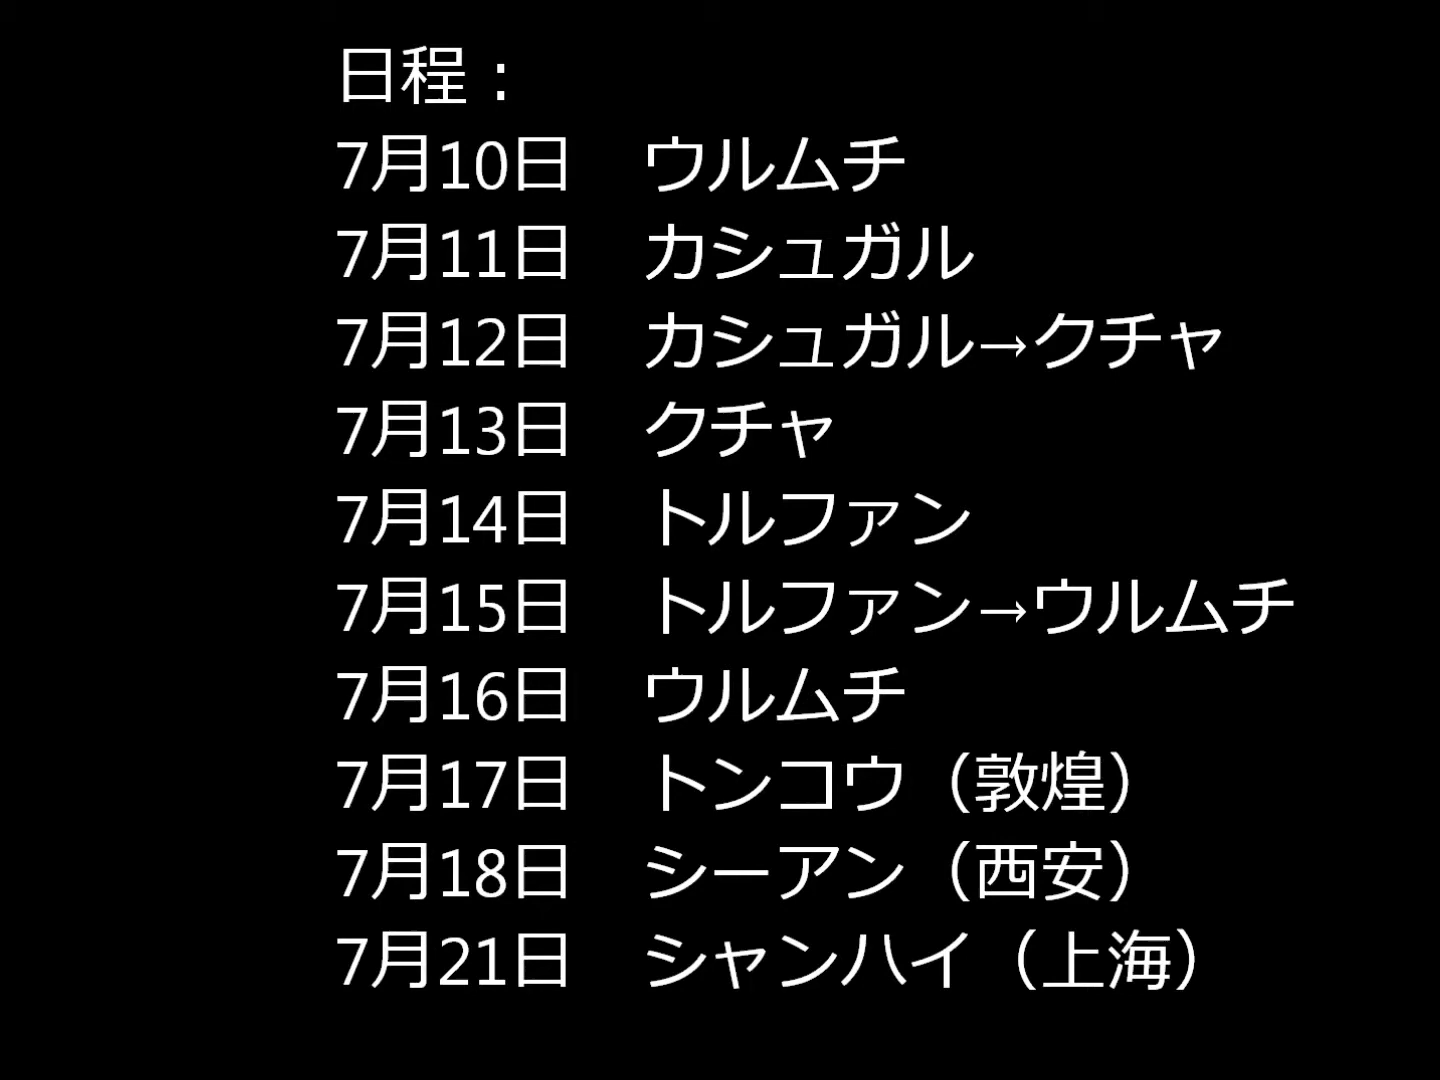 日程：
7月10日　ウルムチ
7月11日　カシュガル
7月12日　カシュガル→クチャ
7月13日　クチャ
7月14日　トルファン
7月15日　トルファン→ウルムチ
7月16日　ウルムチ
7月17日　トンコウ（敦煌）
7月18日　シーアン（西安）
7月21日　シャンハイ（上海）